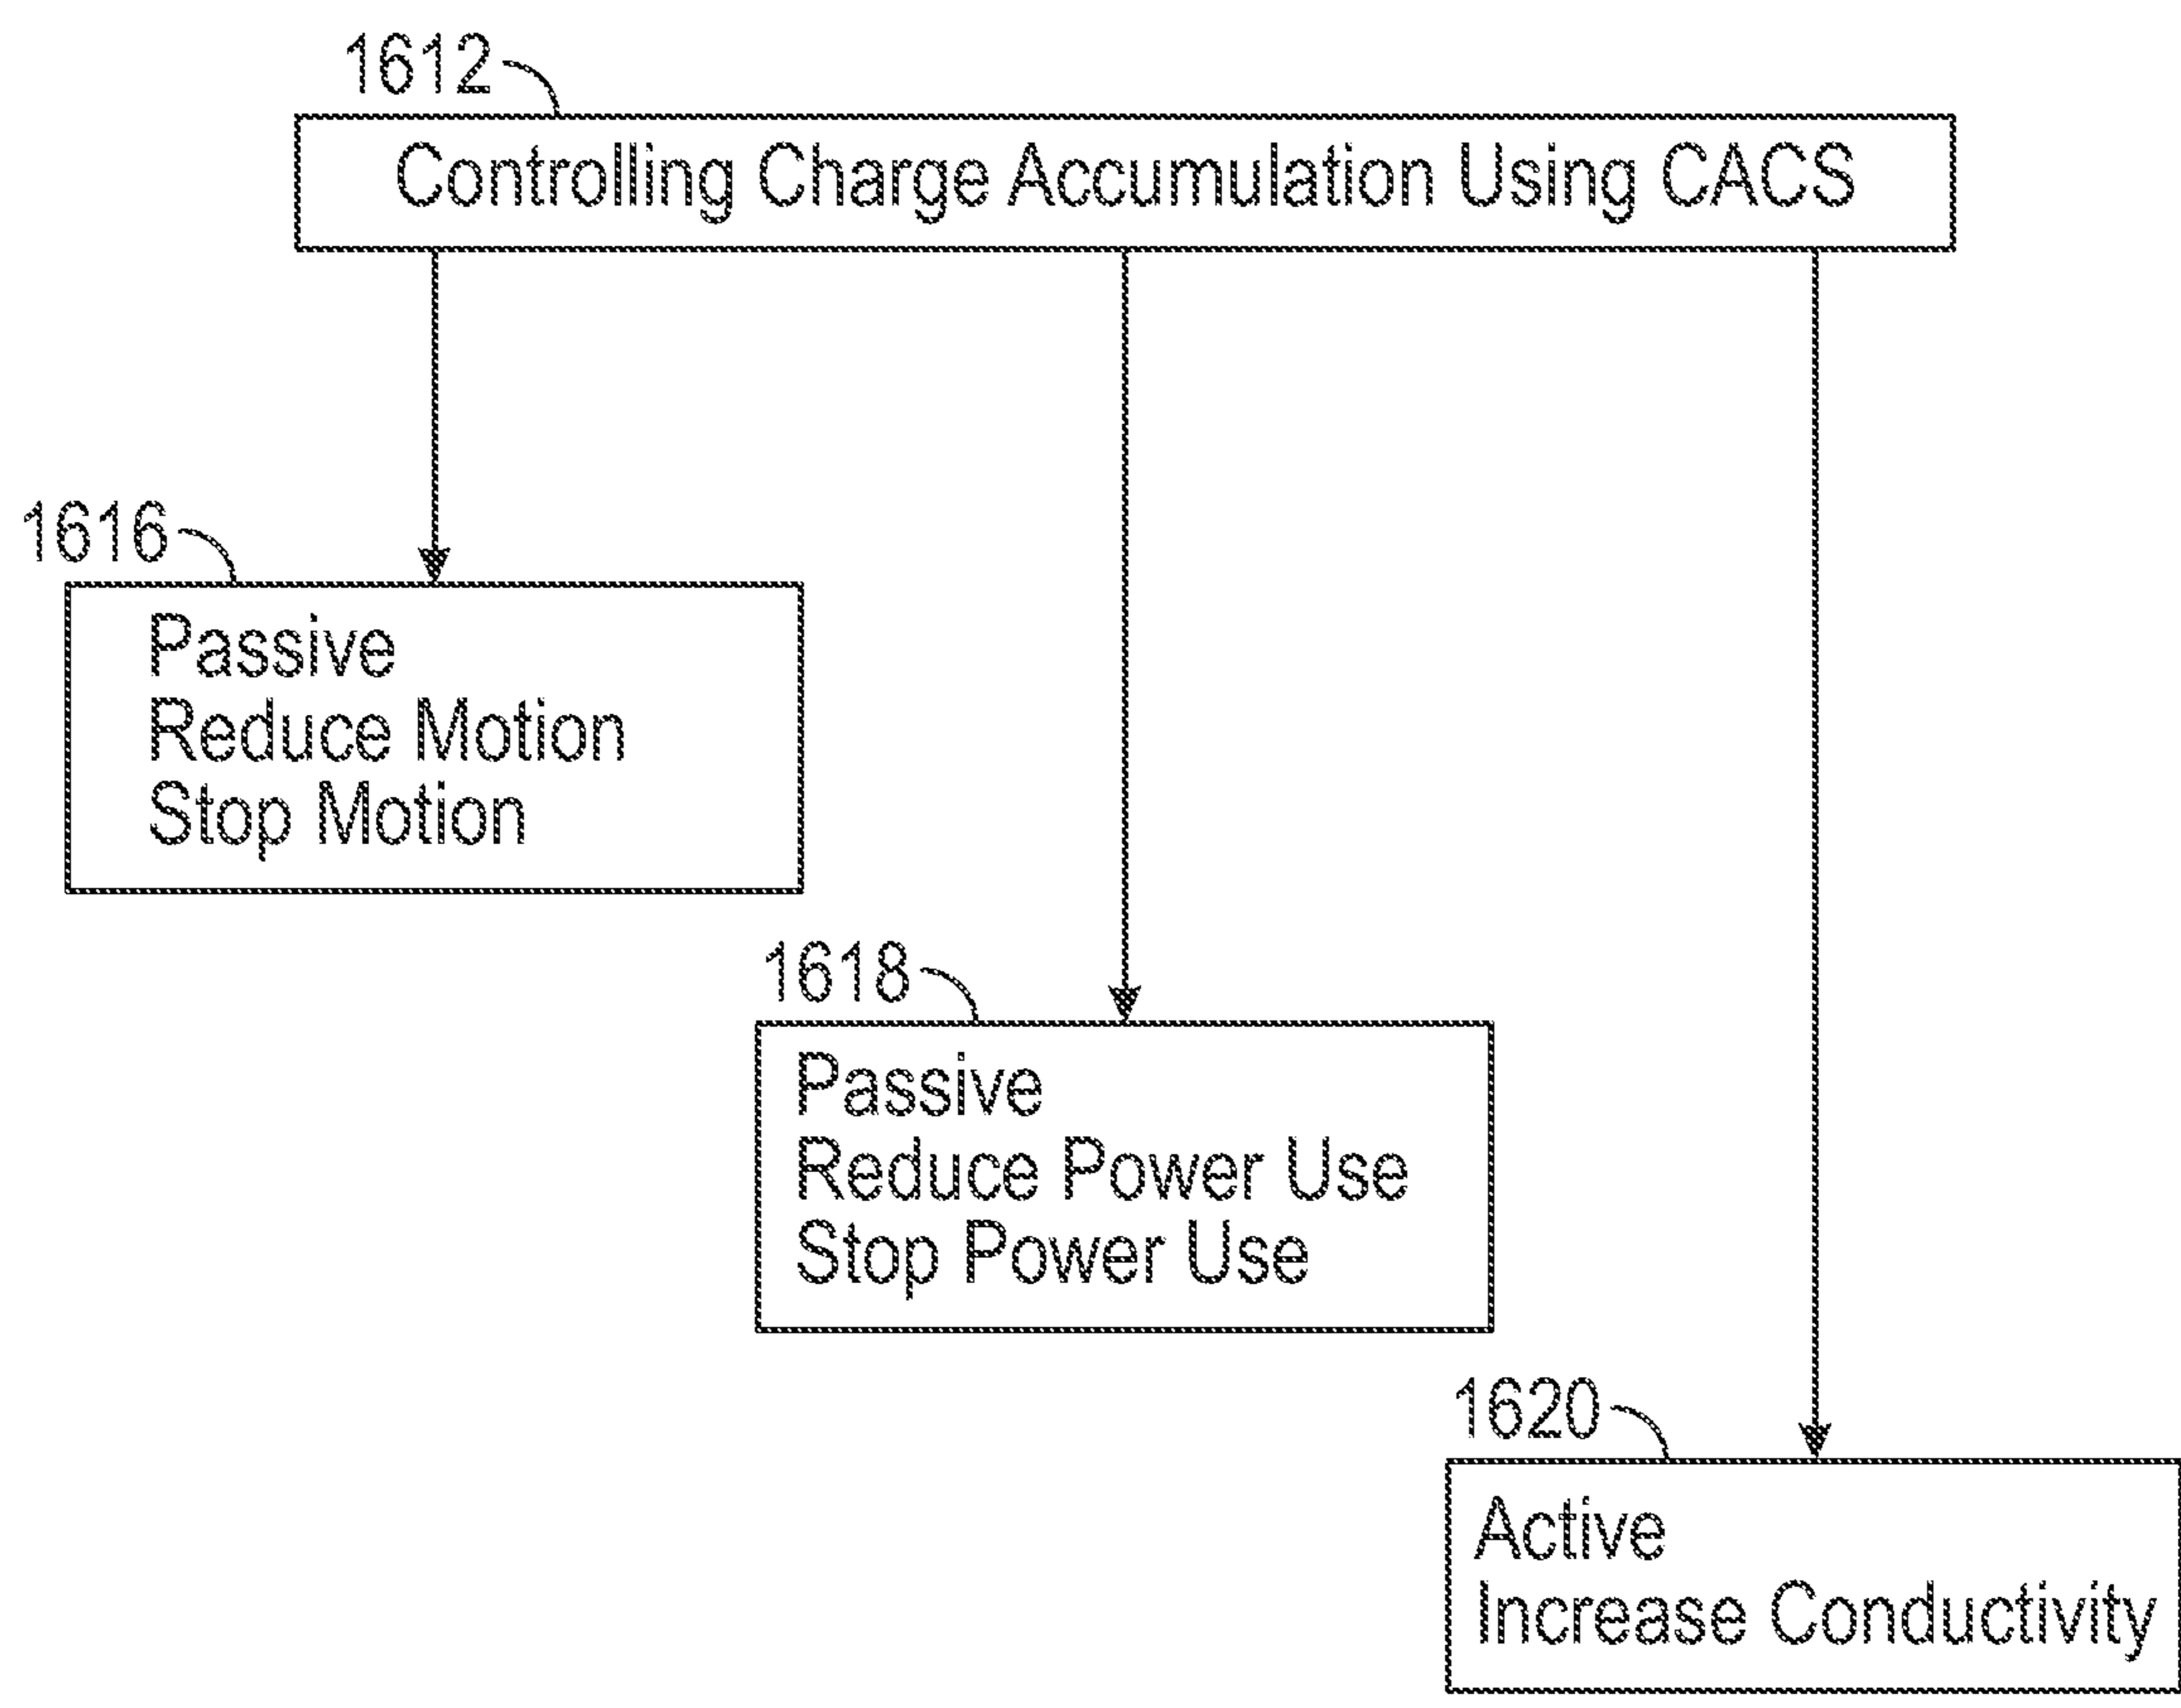 1612
Controlling Charge Accumulation Using CACS
1616
Passive
Reduce Motion
Stop Motion
1618
Passive
Reduce Power Use
Stop Power Use
1620
Active
Increase Conductivity